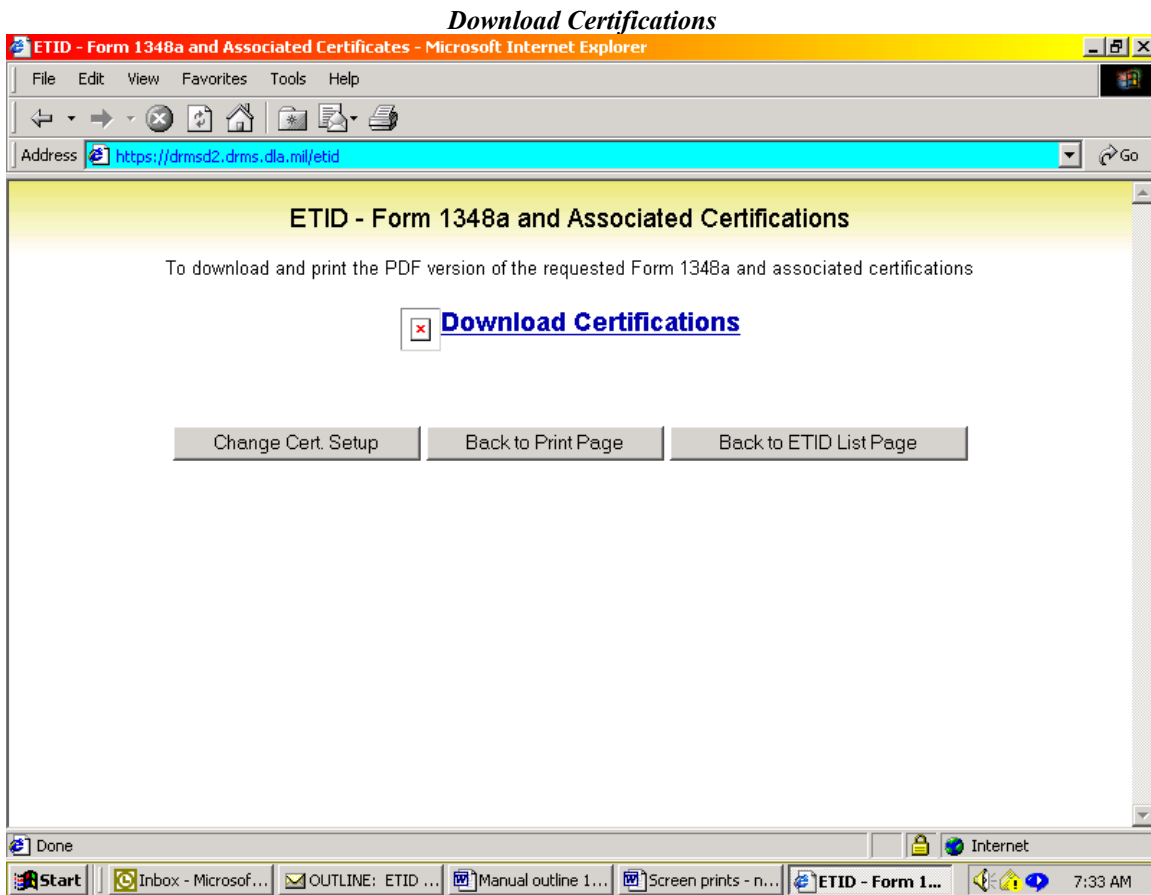 Download Certifications
ETID - Form 1348a and Associated Certificates - Microsoft Internet Explorer
File Edit View Favorites Tools Help
Address https://drmsd2.drms.dla.mil/etid Go
ETID - Form 1348a and Associated Certifications
To download and print the PDF version of the requested Form 1348a and associated certifications
Download Certifications
Change Cert. Setup Back to Print Page Back to ETID List Page
Done Internet
Start Inbox - Microsof... OUTLINE: ETID ... Manual outline 1... Screen prints - n... ETID - Form 1... 7:33 AM